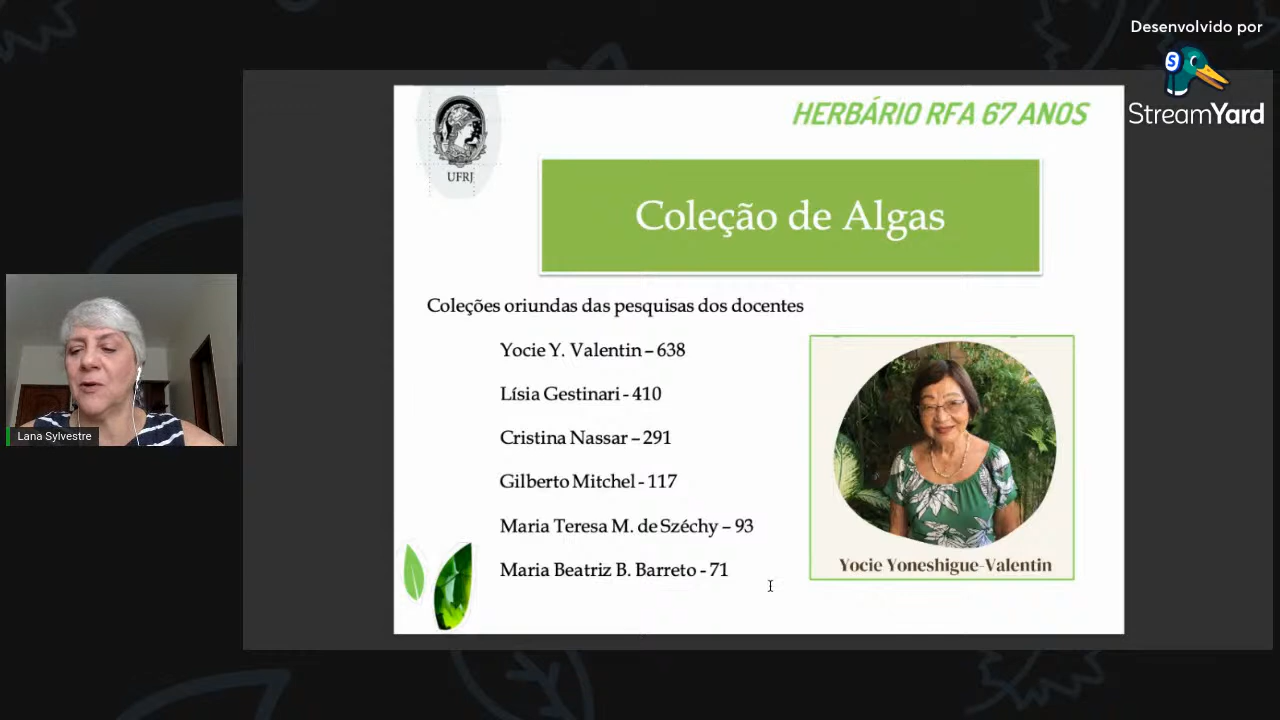 Desenvolvido por
StreamYard
HERBÁRIO RFA 67 ANOS
UFRJ
Coleção de Algas
Coleções oriundas das pesquisas dos docentes
Yocie Y. Valentin – 638
Lísia Gestinari - 410
Cristina Nassar – 291
Gilberto Mitchel - 117
Maria Teresa M. de Széchy – 93
Maria Beatriz B. Barreto - 71
Yocie Yoneshigue-Valentin
Lana Sylvestre